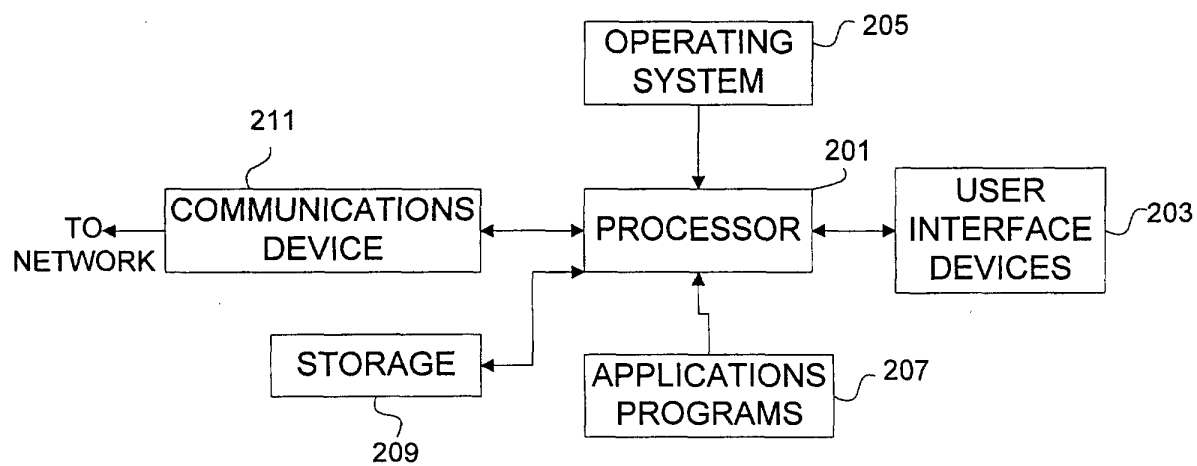 OPERATING
SYSTEM
205
211
201
COMMUNICATIONS
DEVICE
TO
NETWORK
PROCESSOR
USER
INTERFACE
DEVICES
203
STORAGE
209
APPLICATIONS
PROGRAMS
207